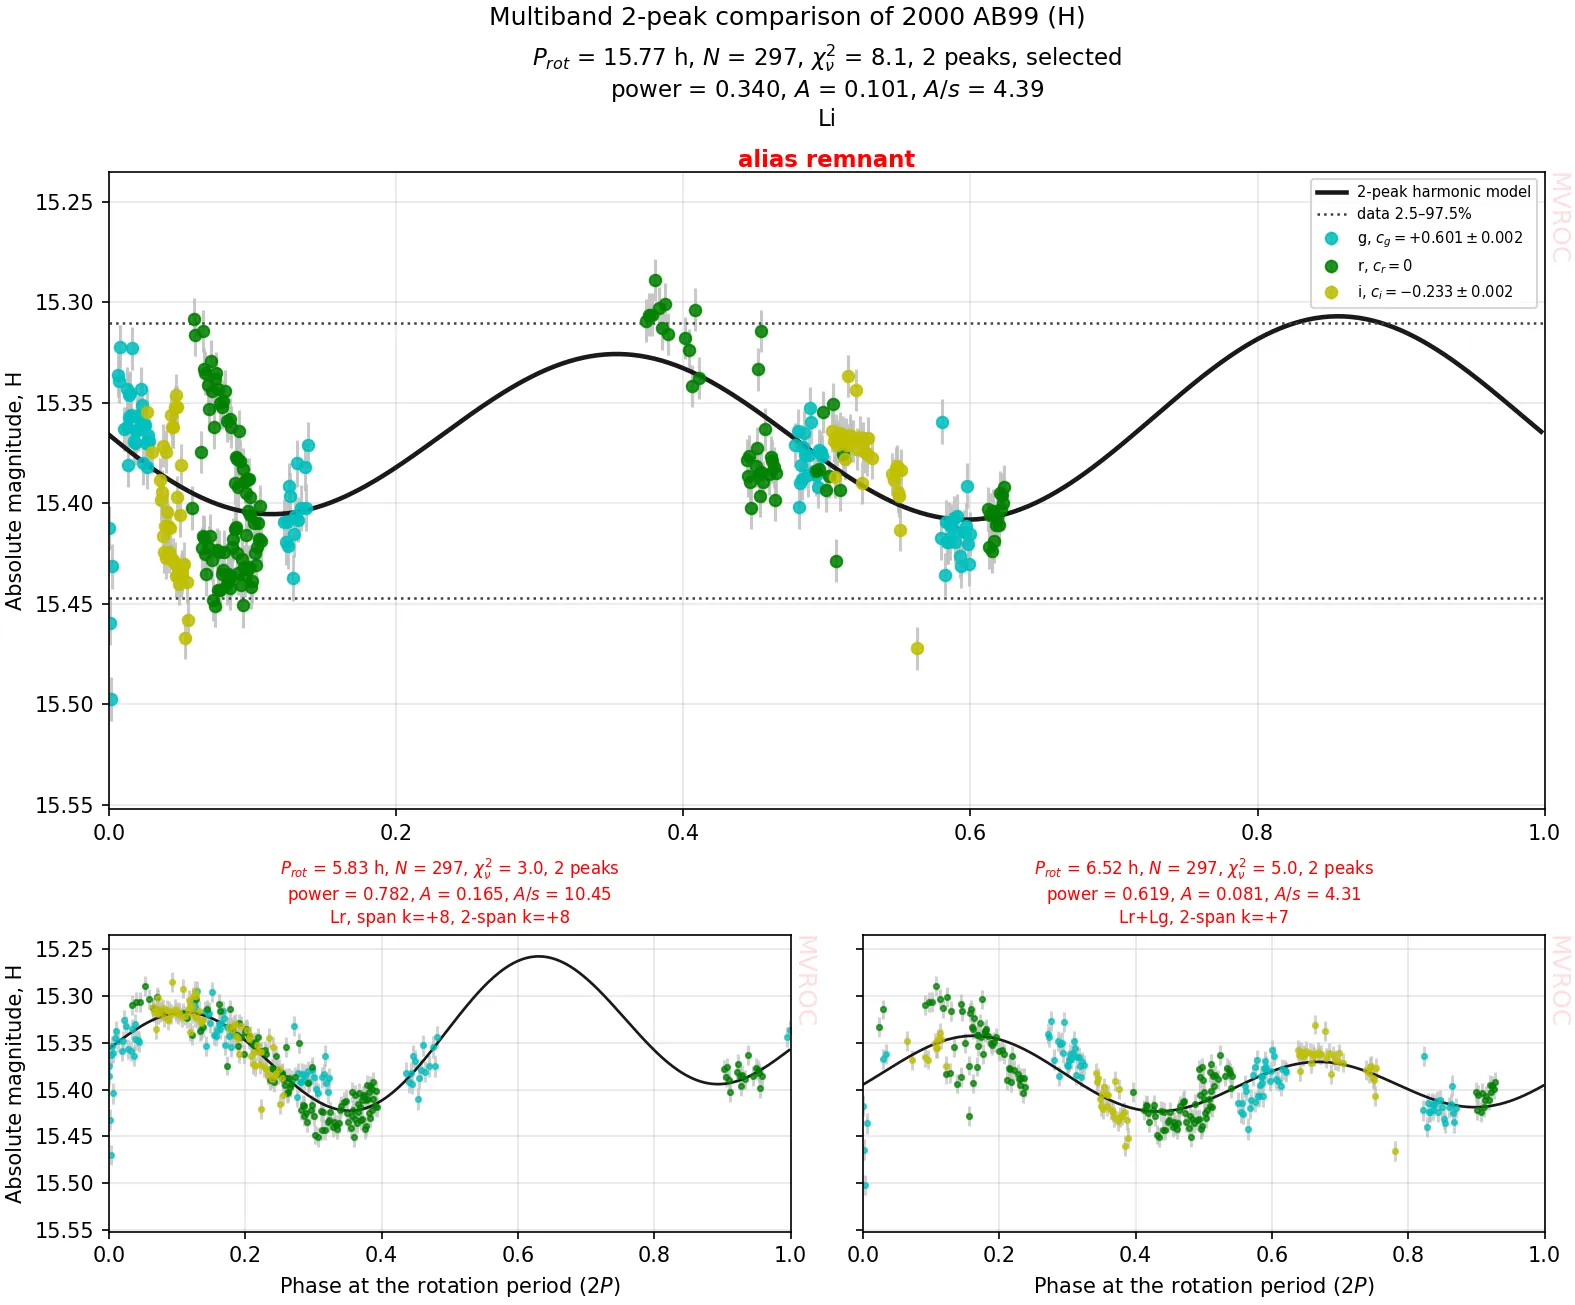 Multiband 2-peak comparison of 2000 AB99 (H)
P_rot = 15.77 h, N = 297, χ²_ν = 8.1, 2 peaks, selected
power = 0.340, A = 0.101, A/s = 4.39
Li
alias remnant
MVROC
2-peak harmonic model
data 2.5–97.5%
g, c_g = +0.601 ± 0.002
r, c_r = 0
i, c_i = −0.233 ± 0.002
Absolute magnitude, H
15.25
15.30
15.35
15.40
15.45
15.50
15.55
0.0 0.2 0.4 0.6 0.8 1.0
P_rot = 5.83 h, N = 297, χ²_ν = 3.0, 2 peaks
power = 0.782, A = 0.165, A/s = 10.45
Lr, span k=+8, 2-span k=+8
MVROC
Absolute magnitude, H
15.25
15.30
15.35
15.40
15.45
15.50
15.55
0.0 0.2 0.4 0.6 0.8 1.0
Phase at the rotation period (2P)
P_rot = 6.52 h, N = 297, χ²_ν = 5.0, 2 peaks
power = 0.619, A = 0.081, A/s = 4.31
Lr+Lg, 2-span k=+7
MVROC
0.0 0.2 0.4 0.6 0.8 1.0
Phase at the rotation period (2P)